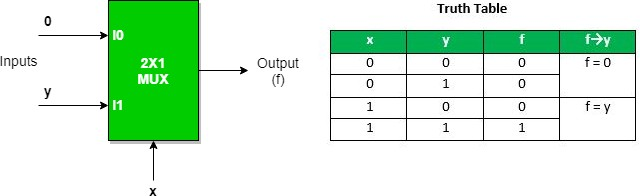 0
I0
Inputs
2X1
MUX
Output
(f)
y
I1
x
Truth Table
x y f f→y
0 0 0 f = 0
0 1 0
1 0 0 f = y
1 1 1